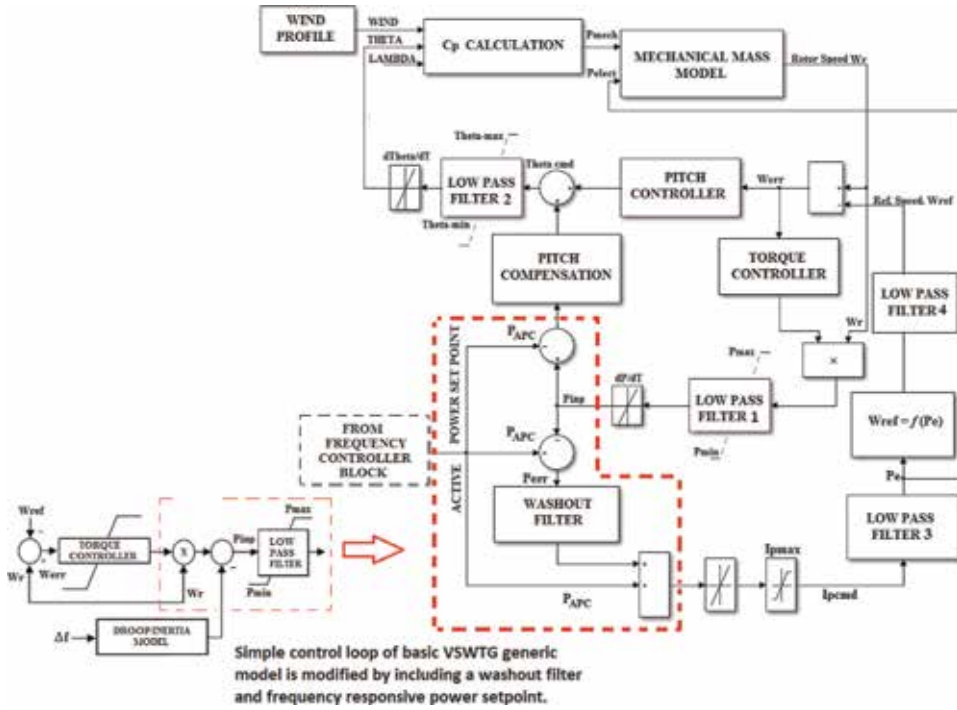 WIND
PROFILE
WIND
THETA
LAMBDA
Cp CALCULATION
Pmech
Pelect
MECHANICAL MASS
MODEL
Rotor Speed Wr
Theta-max
dTheta/dT
LOW PASS
FILTER 2
Theta-min
Theta cmd
PITCH
CONTROLLER
Werr
Ref. Speed. Wref
PITCH
COMPENSATION
TORQUE
CONTROLLER
LOW PASS
FILTER 4
Wr
×
PAPC
ACTIVE POWER SET POINT
Pinp
dP/dT
Pmax
LOW PASS
FILTER 1
Pmin
Wref = f(Pe)
FROM
FREQUENCY
CONTROLLER
BLOCK
PAPC
Perr
WASHOUT
FILTER
Pe
LOW PASS
FILTER 3
PAPC
Ipmax
Ipcmd
Wref
Werr
Wr
TORQUE
CONTROLLER
X
Wr
Pinp
Pmax
LOW
PASS
FILTER
Pmin
Δf
DROOP-INERTIA
MODEL
Simple control loop of basic VSWTG generic
model is modified by including a washout filter
and frequency responsive power setpoint.